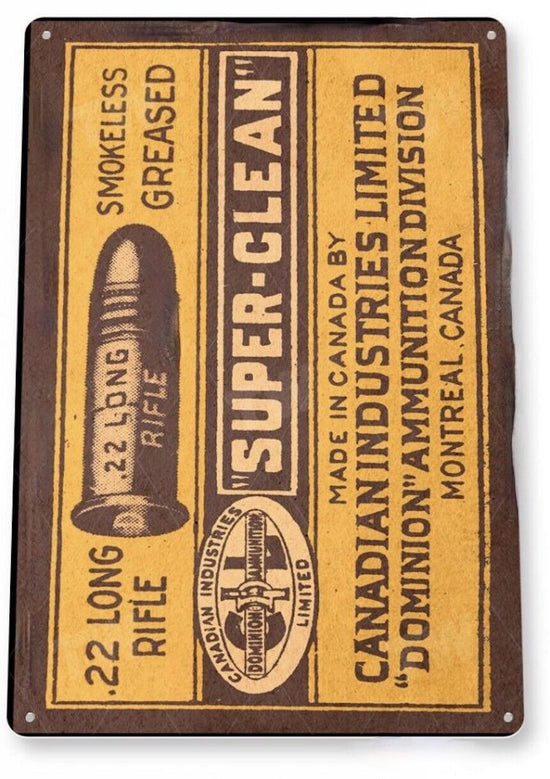 .22 LONG
RIFLE
.22 LONG
RIFLE
SMOKELESS
GREASED
CANADIAN INDUSTRIES
LIMITED
CIL
DOMINION AMMUNITION
"SUPER-CLEAN"
MADE IN CANADA BY
CANADIAN INDUSTRIES LIMITED
"DOMINION" AMMUNITION DIVISION
MONTREAL, CANADA